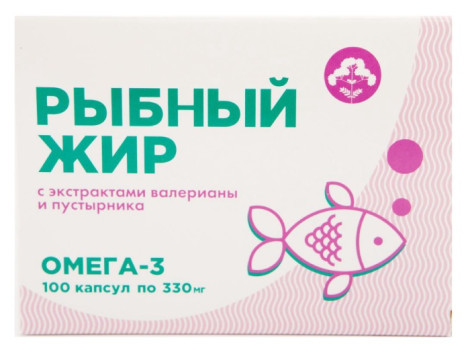 РЫБНЫЙ
ЖИР
с экстрактами валерианы
и пустырника
ОМЕГА-3
100 капсул по 330мг